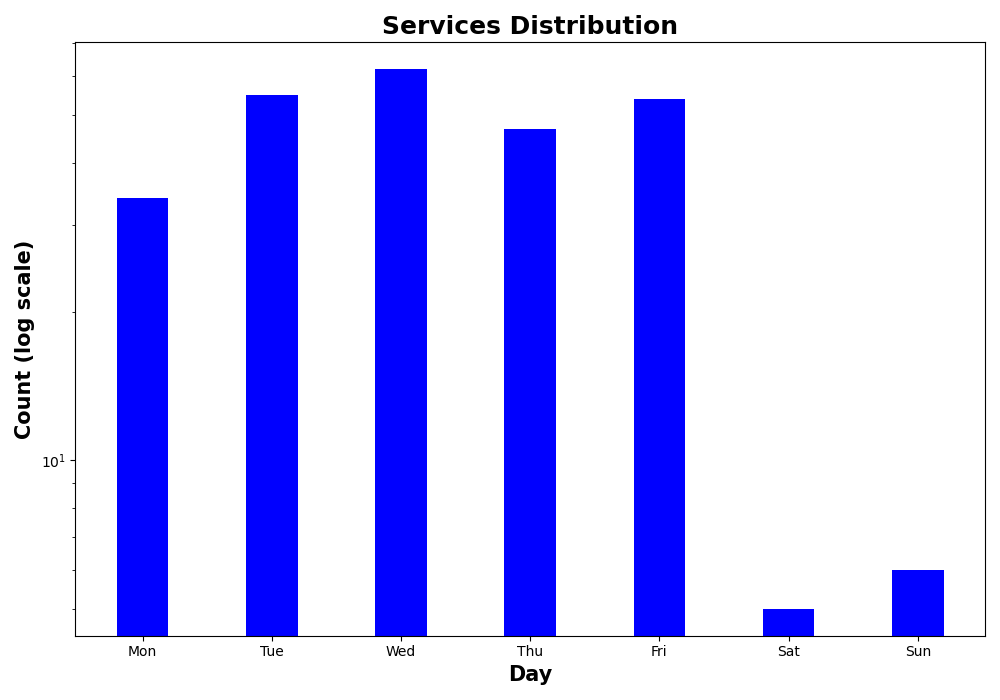 Services Distribution
Count (log scale)
10¹
Mon Tue Wed Thu Fri Sat Sun
Day